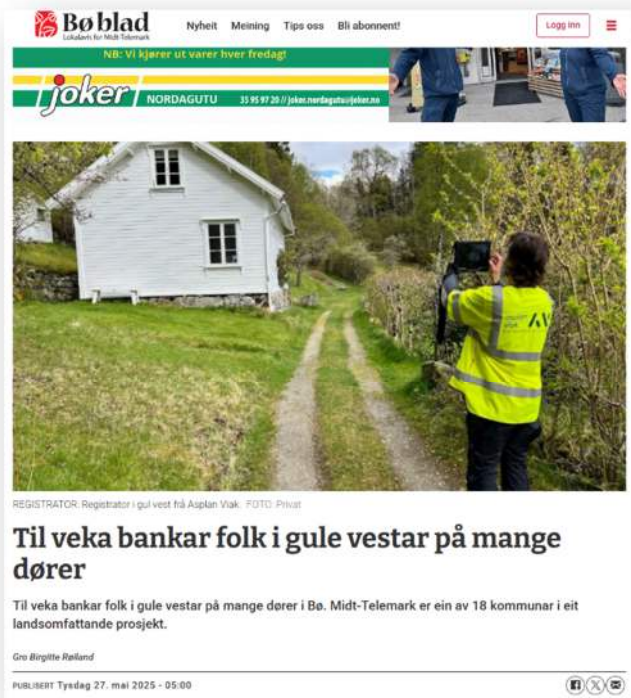 Bø blad
Lokalavis for Midt-Telemark
Nyheit Meining Tips oss Bli abonnent!
Logg inn
NB: Vi kjører ut varer hver fredag!
joker NORDAGUTU 35 95 97 20 // joker.nordagutu@joker.no
REGISTRATOR: Registrator i gul vest frå Asplan Viak. FOTO: Privat
Til veka bankar folk i gule vestar på mange
dører
Til veka bankar folk i gule vestar på mange dører i Bø. Midt-Telemark er ein av 18 kommunar i eit
landsomfattande prosjekt.
Gro Birgitte Røiland
PUBLISERT Tysdag 27. mai 2025 - 05:00